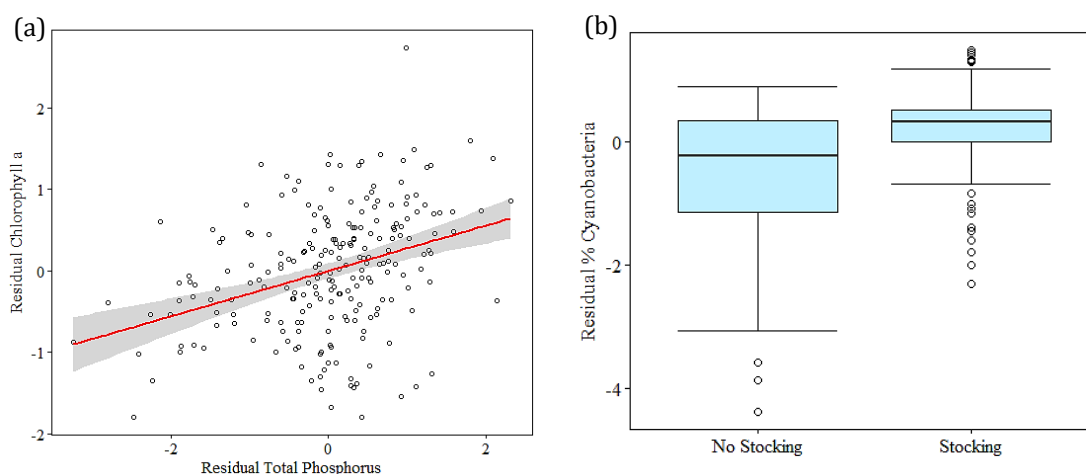 (a)
Residual Chlorophyll a
2
1
0
-1
-2
-2
0
2
Residual Total Phosphorus
(b)
Residual % Cyanobacteria
0
-2
-4
No Stocking
Stocking